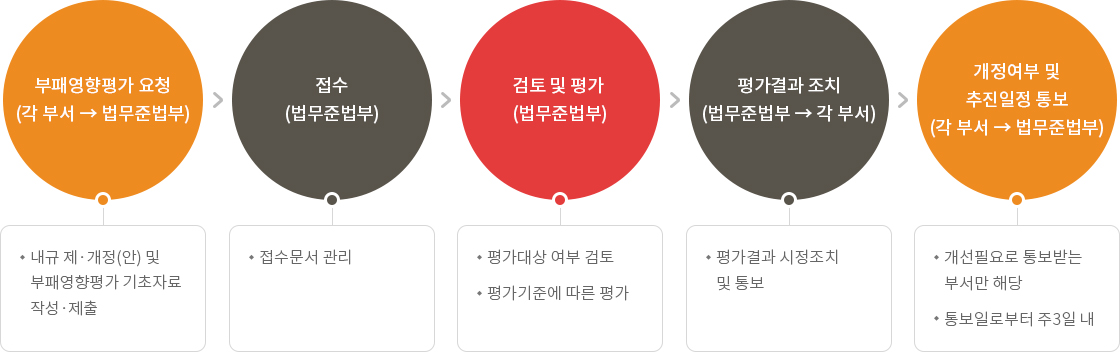 부패영향평가 요청
(각 부서 → 법무준법부)
접수
(법무준법부)
검토 및 평가
(법무준법부)
평가결과 조치
(법무준법부 → 각 부서)
개정여부 및
추진일정 통보
(각 부서 → 법무준법부)
내규 제·개정(안) 및
부패영향평가 기초자료
작성·제출
접수문서 관리
평가대상 여부 검토
평가기준에 따른 평가
평가결과 시정조치
및 통보
개선필요로 통보받는
부서만 해당
통보일로부터 주3일 내